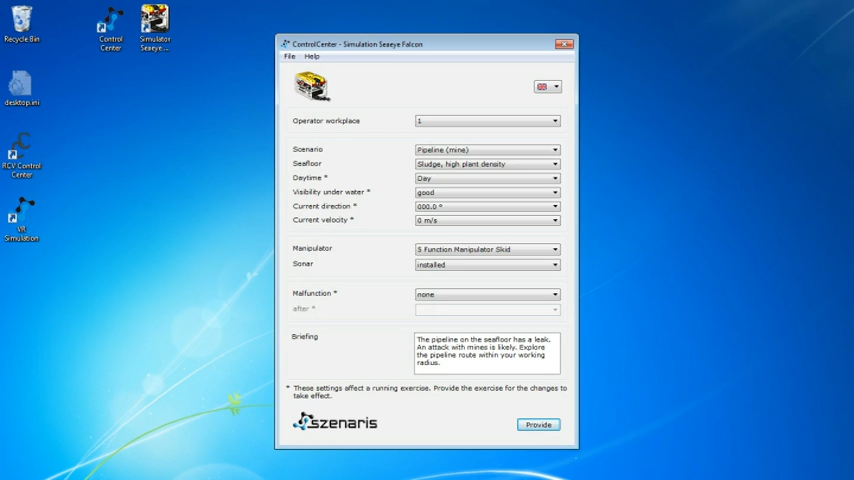 Recycle Bin
Control
Center
Simulator
Seaeye ...
desktop.ini
RCV Control
Center
VR
Simulation
ControlCenter - Simulation Seaeye Falcon
File Help
Operator workplace 1
Scenario Pipeline (mine)
Seafloor Sludge, high plant density
Daytime * Day
Visibility under water * good
Current direction * 000.0 °
Current velocity * 0 m/s
Manipulator 5 Function Manipulator Skid
Sonar installed
Malfunction * none
after *
Briefing
The pipeline on the seafloor has a leak.
An attack with mines is likely. Explore
the pipeline route within your working
radius.
* These settings affect a running exercise. Provide the exercise for the changes to
take effect.
szenaris
Provide